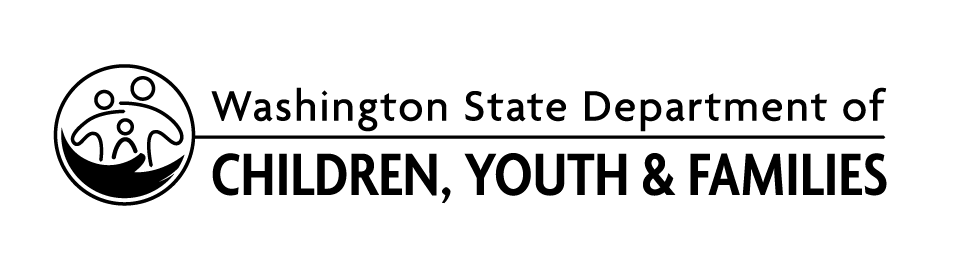 Washington State Department of
CHILDREN, YOUTH & FAMILIES